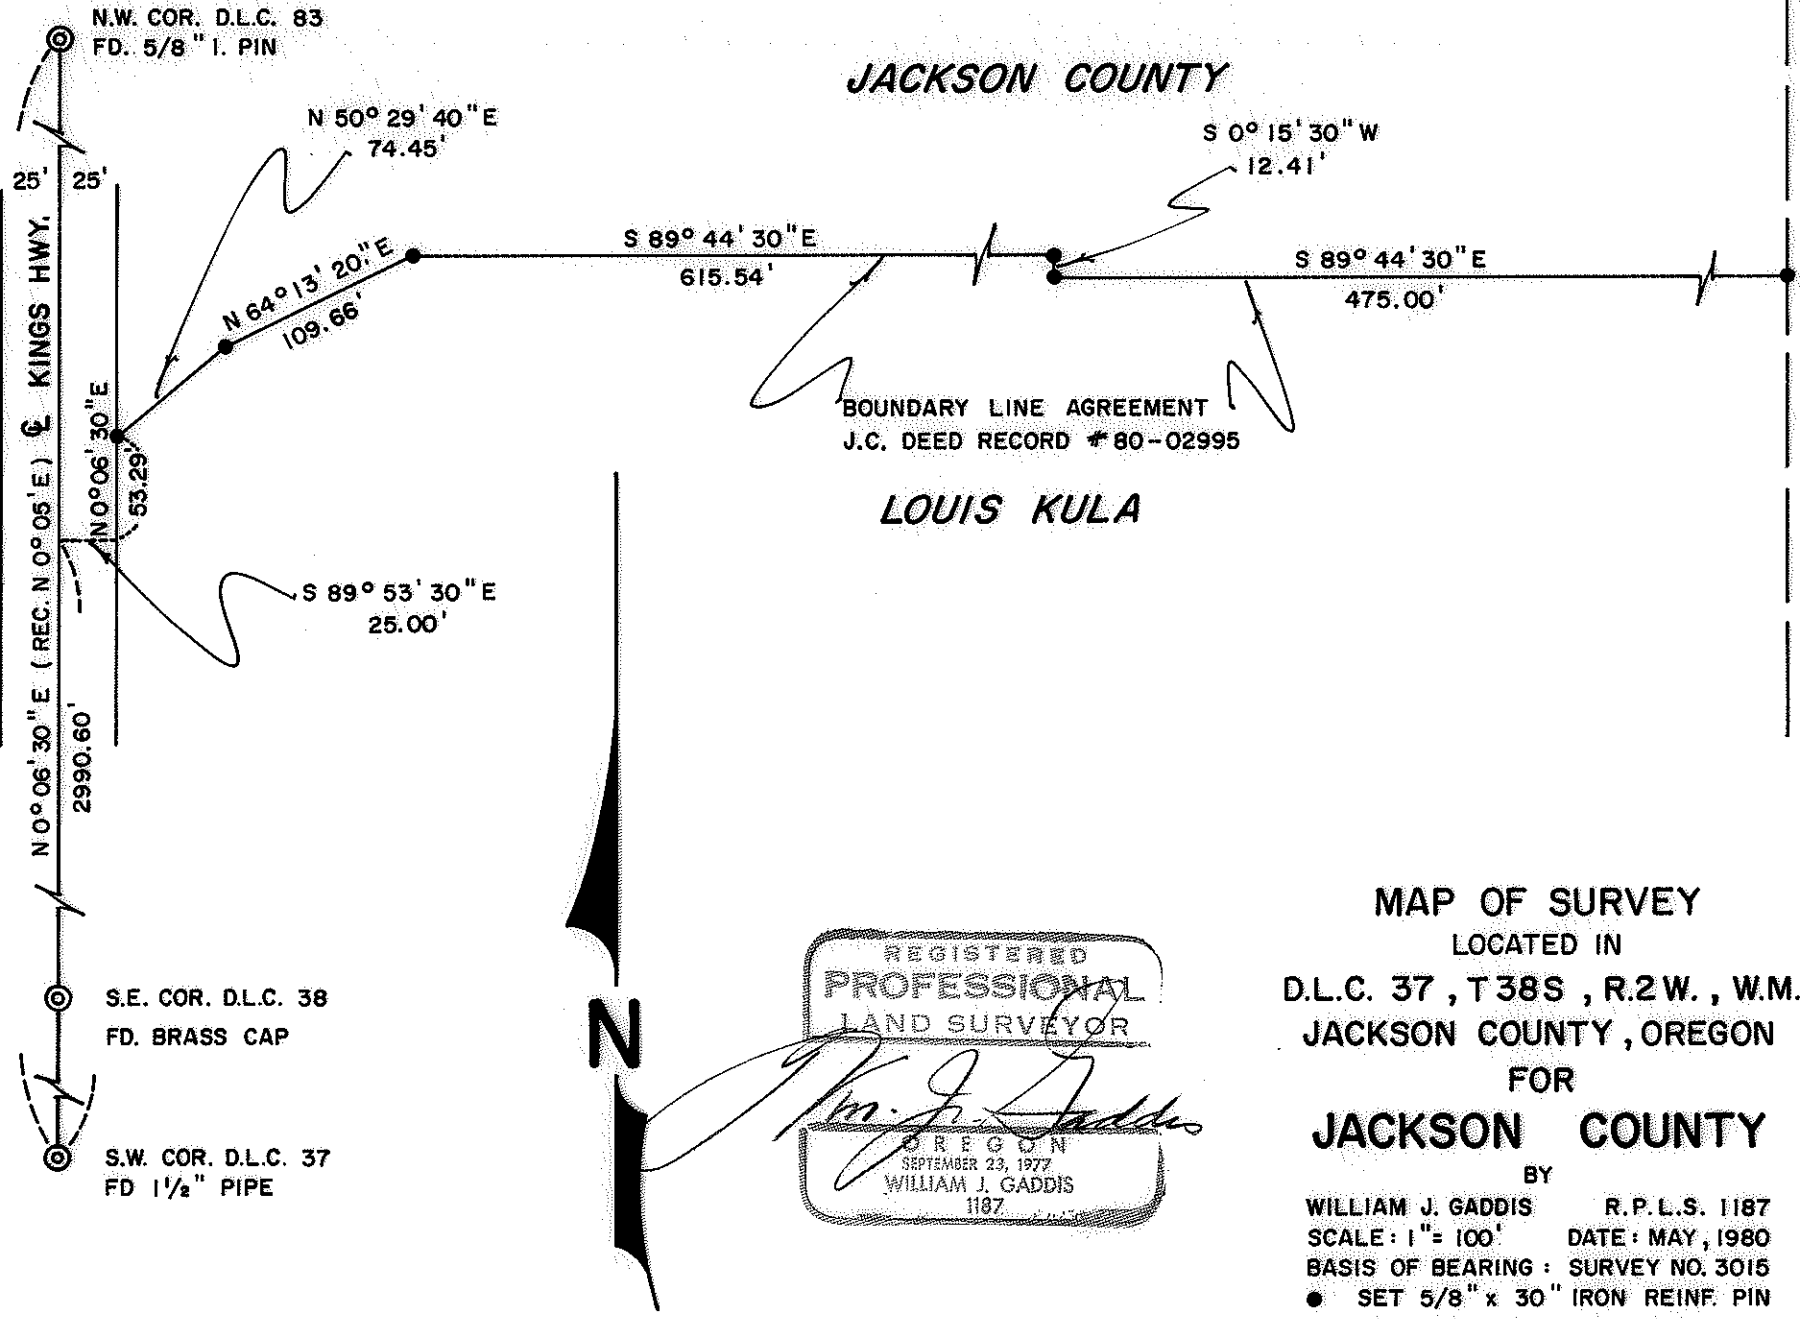 N.W. COR. D.L.C. 83
FD. 5/8" I. PIN
JACKSON COUNTY
N 50° 29' 40" E
74.45'
S 0° 15' 30" W
12.41'
25' 25'
S 89° 44' 30" E
615.54'
S 89° 44' 30" E
475.00'
N 64° 13' 20" E
109.66'
℄ KINGS HWY.
N 0° 06' 30" E
53.29'
BOUNDARY LINE AGREEMENT
J.C. DEED RECORD #80-02995
LOUIS KULA
S 89° 53' 30" E
25.00'
N 0° 06' 30" E (REC. N 0° 05' E)
2990.60'
S.E. COR. D.L.C. 38
FD. BRASS CAP
S.W. COR. D.L.C. 37
FD 1 1/2" PIPE
N
REGISTERED
PROFESSIONAL
LAND SURVEYOR
Wm. J. Gaddis
OREGON
SEPTEMBER 23, 1977
WILLIAM J. GADDIS
1187
MAP OF SURVEY
LOCATED IN
D.L.C. 37, T 38 S, R. 2 W., W.M.
JACKSON COUNTY, OREGON
FOR
JACKSON COUNTY
BY
WILLIAM J. GADDIS R.P.L.S. 1187
SCALE: 1" = 100' DATE: MAY, 1980
BASIS OF BEARING: SURVEY NO. 3015
● SET 5/8" x 30" IRON REINF. PIN